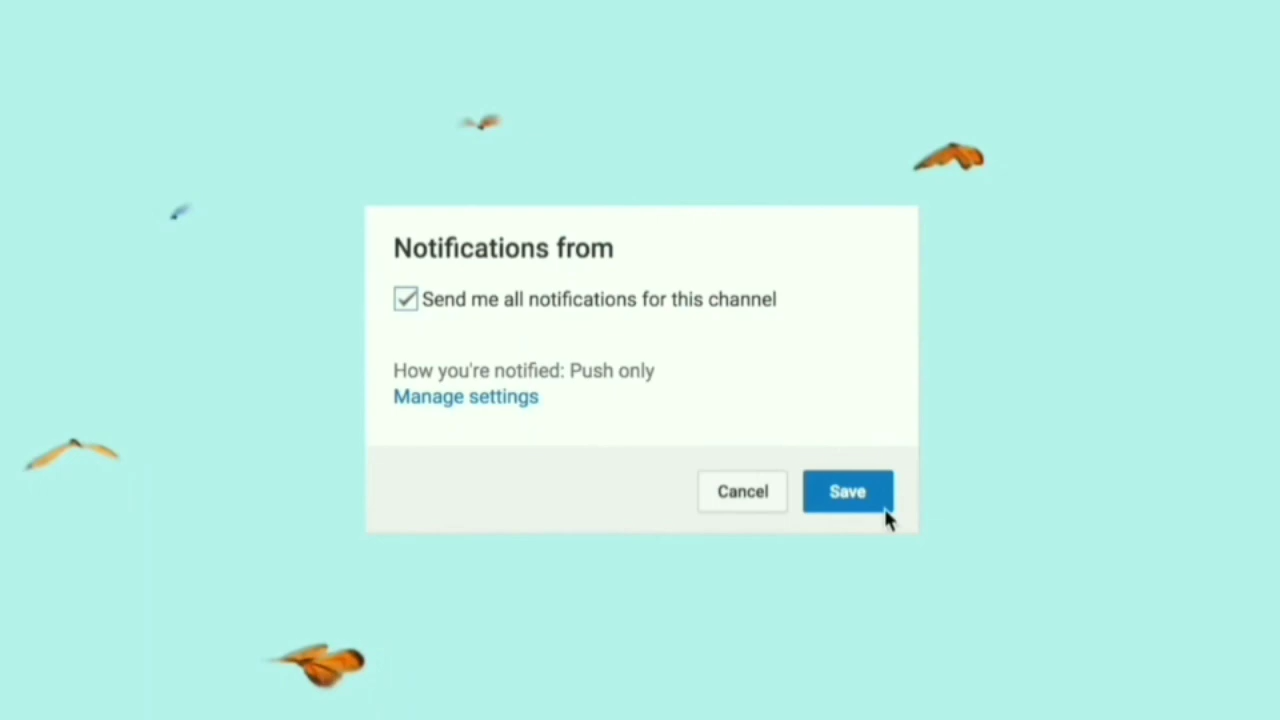 Notifications from
Send me all notifications for this channel
How you're notified: Push only
Manage settings
Cancel Save